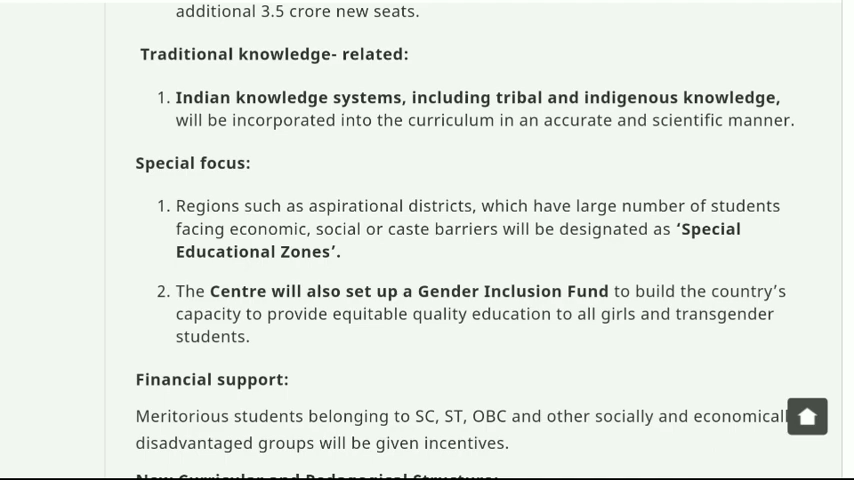 additional 3.5 crore new seats.
Traditional knowledge- related:
1. Indian knowledge systems, including tribal and indigenous knowledge,
will be incorporated into the curriculum in an accurate and scientific manner.
Special focus:
1. Regions such as aspirational districts, which have large number of students
facing economic, social or caste barriers will be designated as ‘Special
Educational Zones’.
2. The Centre will also set up a Gender Inclusion Fund to build the country’s
capacity to provide equitable quality education to all girls and transgender
students.
Financial support:
Meritorious students belonging to SC, ST, OBC and other socially and economicall
disadvantaged groups will be given incentives.
New Curricular and Pedagogical Structure: